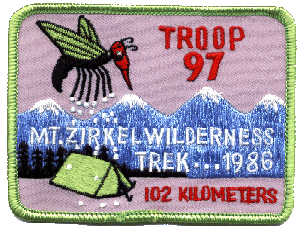 TROOP
97
MT. ZIRKEL WILDERNESS
TREK...1986
102 KILOMETERS